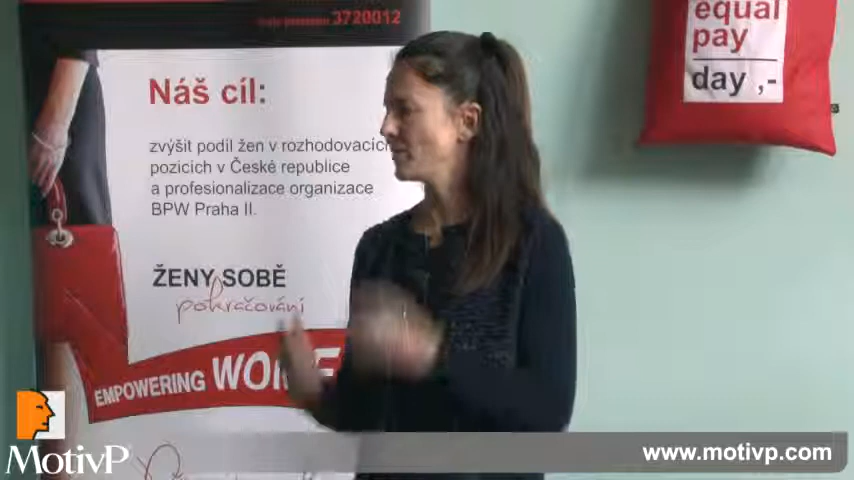 3720012
Náš cíl:
zvýšit podíl žen v rozhodovacích
pozicích v České republice
a profesionalizace organizace
BPW Praha II.
ŽENY SOBĚ
pokračování
EMPOWERING WOME
equal
pay
day ,-
MotivP
www.motivp.com